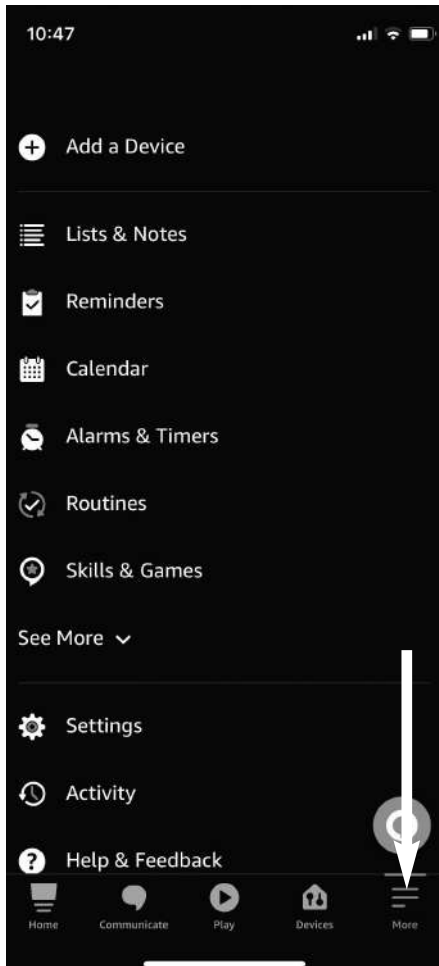 10:47
Add a Device
Lists & Notes
Reminders
Calendar
Alarms & Timers
Routines
Skills & Games
See More
Settings
Activity
Help & Feedback
Home Communicate Play Devices More